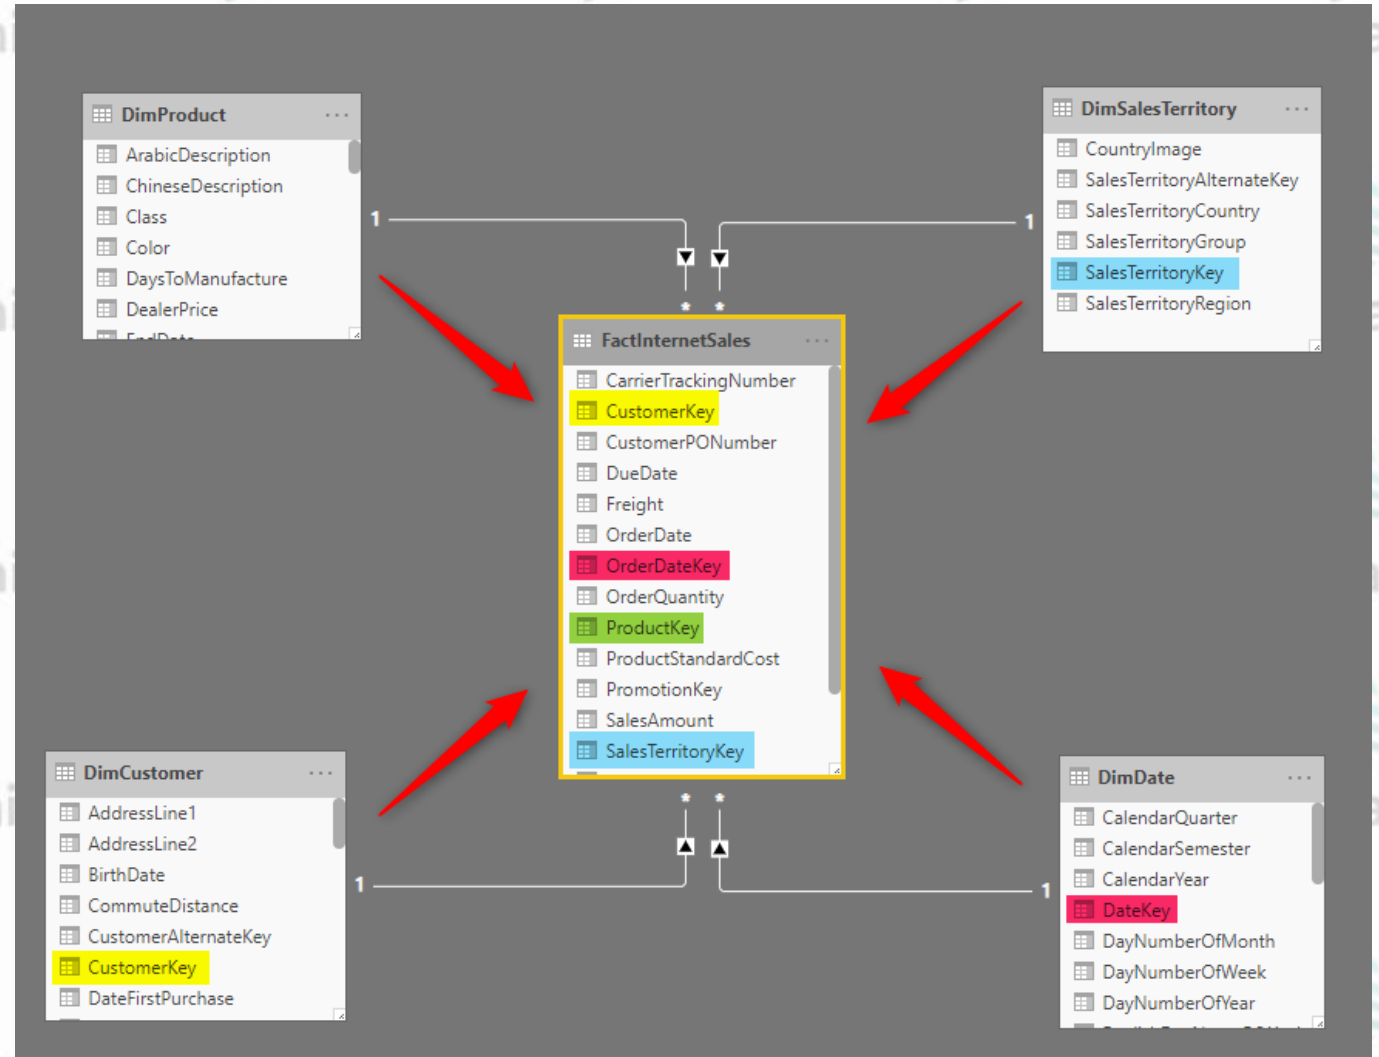 DimProduct
ArabicDescription
ChineseDescription
Class
Color
DaysToManufacture
DealerPrice
EndDate
1
DimSalesTerritory
CountryImage
SalesTerritoryAlternateKey
SalesTerritoryCountry
SalesTerritoryGroup
SalesTerritoryKey
SalesTerritoryRegion
1
* *
FactInternetSales
CarrierTrackingNumber
CustomerKey
CustomerPONumber
DueDate
Freight
OrderDate
OrderDateKey
OrderQuantity
ProductKey
ProductStandardCost
PromotionKey
SalesAmount
SalesTerritoryKey
* *
DimCustomer
AddressLine1
AddressLine2
BirthDate
CommuteDistance
CustomerAlternateKey
CustomerKey
DateFirstPurchase
1
DimDate
CalendarQuarter
CalendarSemester
CalendarYear
DateKey
DayNumberOfMonth
DayNumberOfWeek
DayNumberOfYear
1